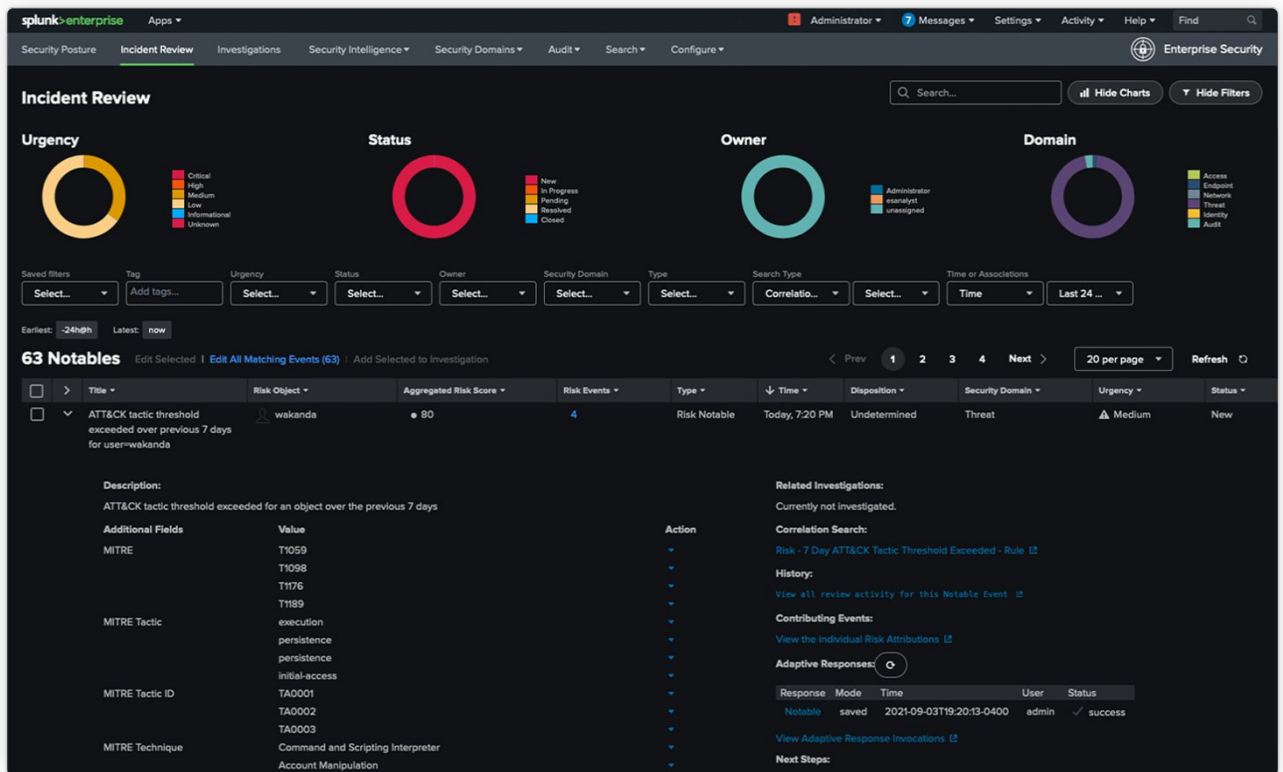 splunk>enterprise Apps ▾ ! Administrator ▾ 7 Messages ▾ Settings ▾ Activity ▾ Help ▾ Find
Security Posture Incident Review Investigations Security Intelligence ▾ Security Domains ▾ Audit ▾ Search ▾ Configure ▾ Enterprise Security
Incident Review Search... Hide Charts Hide Filters
Urgency Status Owner Domain
Critical
High
Medium
Low
Informational
Unknown
New
In Progress
Pending
Resolved
Closed
Administrator
esanalyst
unassigned
Access
Endpoint
Network
Threat
Identity
Audit
Saved filters Tag Urgency Status Owner Security Domain Type Search Type Time or Associations
Select... Add tags... Select... Select... Select... Select... Select... Correlatio... Select... Time Last 24 ...
Earliest: -24h@h Latest: now
63 Notables Edit Selected | Edit All Matching Events (63) | Add Selected to Investigation < Prev 1 2 3 4 Next > 20 per page Refresh
> Title Risk Object Aggregated Risk Score Risk Events Type ↓ Time Disposition Security Domain Urgency Status
ATT&CK tactic threshold wakanda 80 4 Risk Notable Today, 7:20 PM Undetermined Threat Medium New
exceeded over previous 7 days
for user=wakanda
Description:
ATT&CK tactic threshold exceeded for an object over the previous 7 days
Additional Fields Value Action
MITRE T1059
T1098
T1176
T1189
MITRE Tactic execution
persistence
persistence
initial-access
MITRE Tactic ID TA0001
TA0002
TA0003
MITRE Technique Command and Scripting Interpreter
Account Manipulation
Related Investigations:
Currently not investigated.
Correlation Search:
Risk - 7 Day ATT&CK Tactic Threshold Exceeded - Rule
History:
View all review activity for this Notable Event
Contributing Events:
View the individual Risk Attributions
Adaptive Responses:
Response Mode Time User Status
Notable saved 2021-09-03T19:20:13-0400 admin ✓ success
View Adaptive Response Invocations
Next Steps: